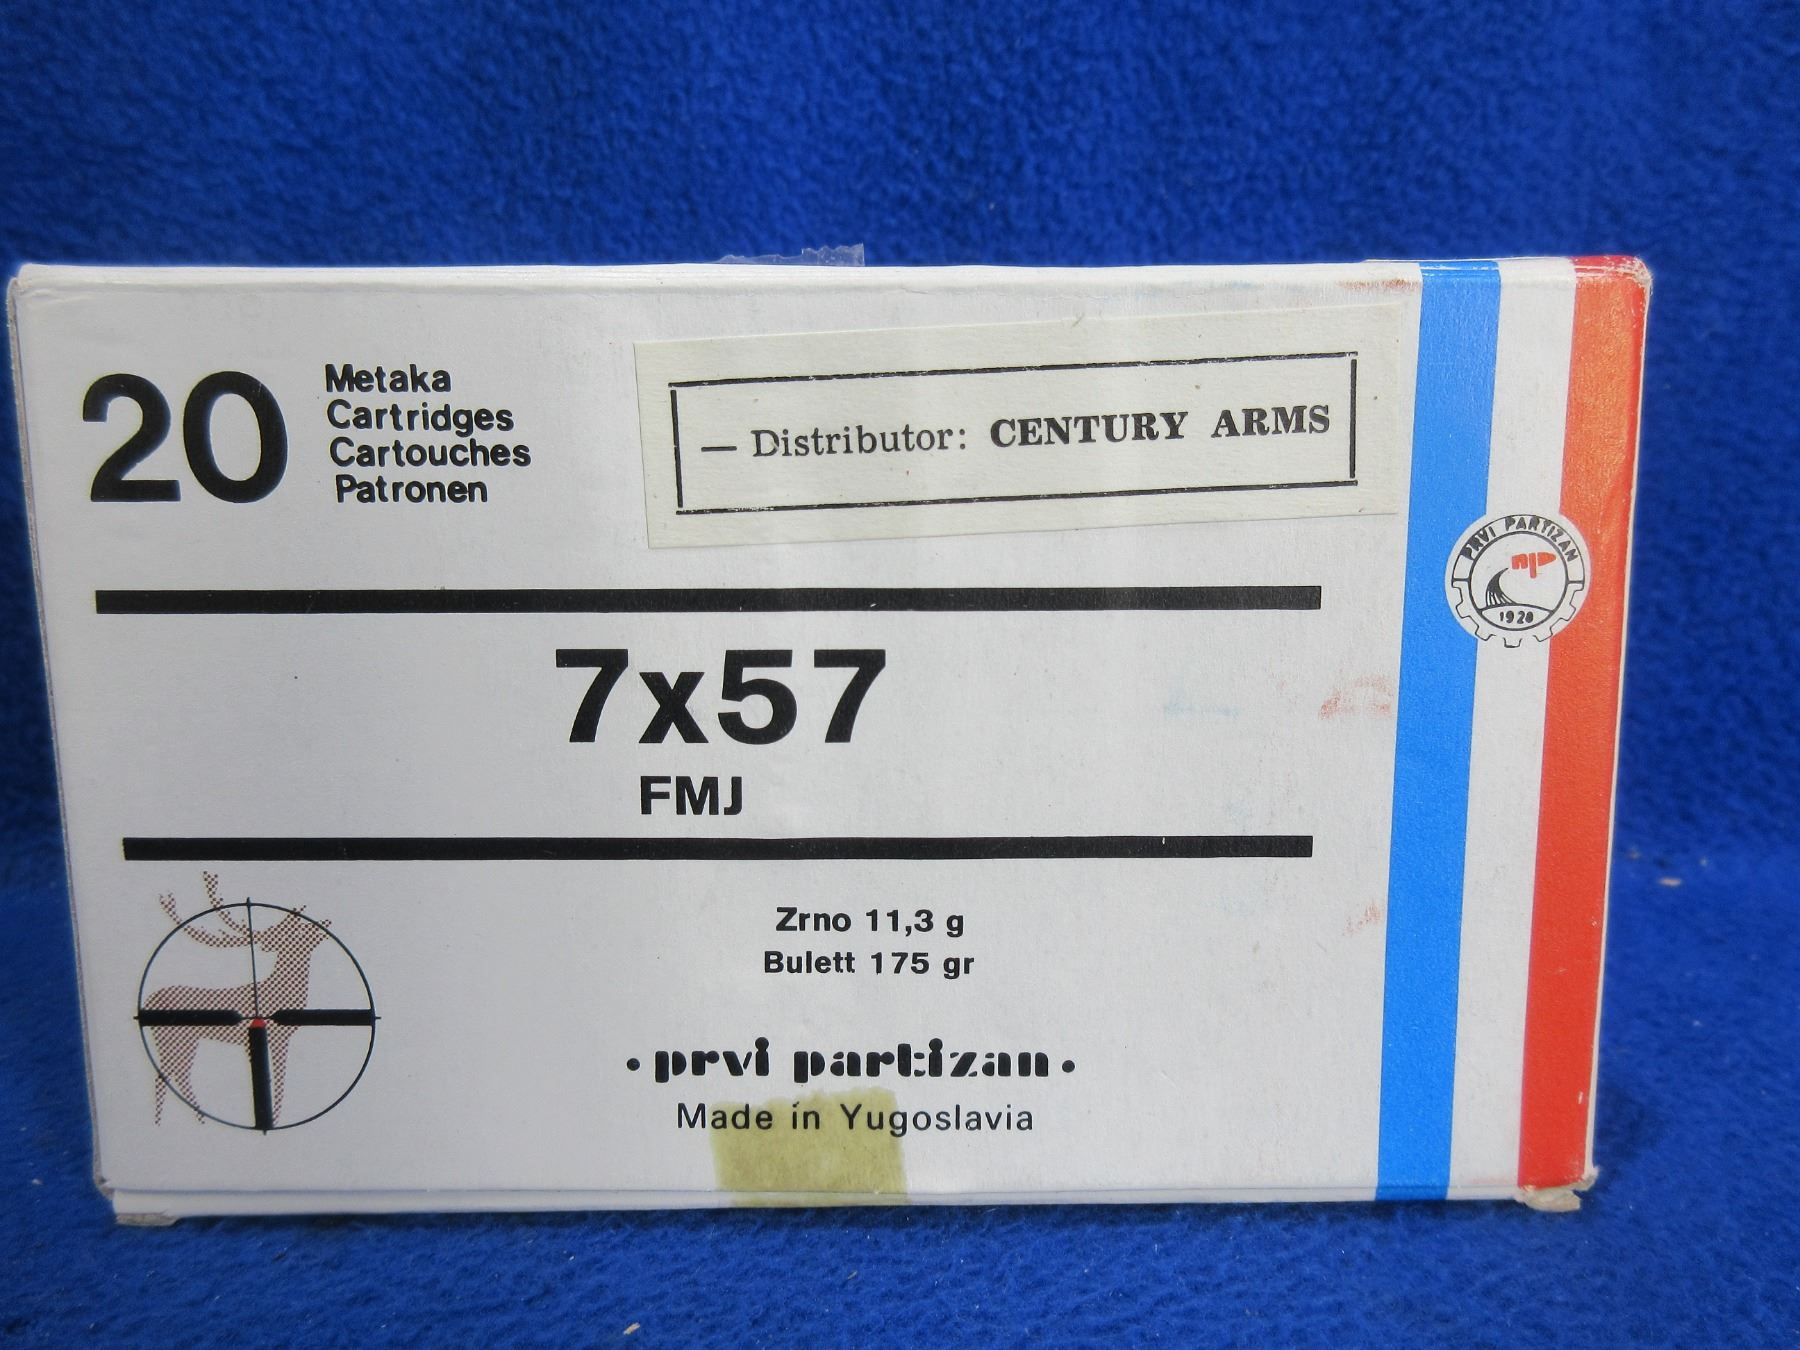 20
Metaka
Cartridges
Cartouches
Patronen
— Distributor: CENTURY ARMS
PRVI PARTIZAN
1928
7x57
FMJ
Zrno 11,3 g
Bulett 175 gr
• prvi partizan •
Made in Yugoslavia